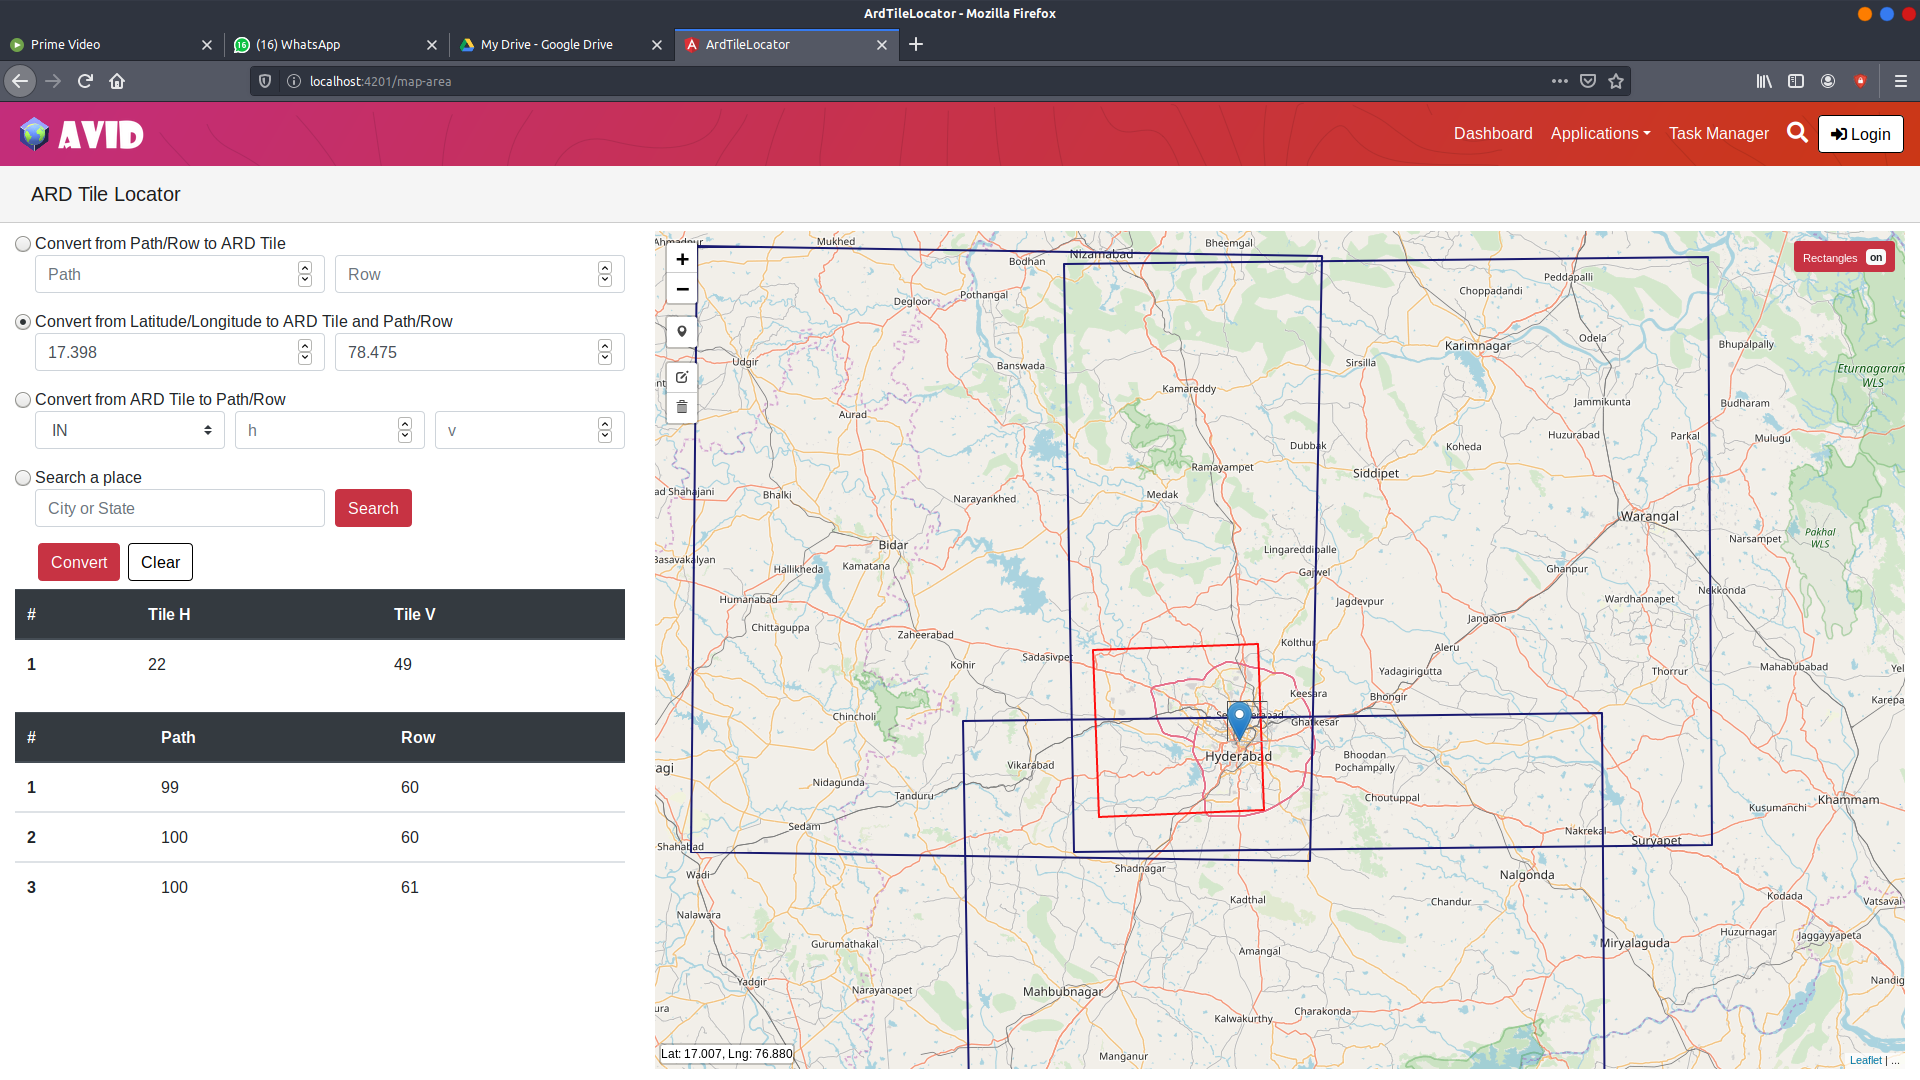 ArdTileLocator - Mozilla Firefox
Prime Video
(16) WhatsApp
My Drive - Google Drive
ArdTileLocator
localhost:4201/map-area
AVID
Dashboard
Applications
Task Manager
Login
ARD Tile Locator
Convert from Path/Row to ARD Tile
Path
Row
Convert from Latitude/Longitude to ARD Tile and Path/Row
17.398
78.475
Convert from ARD Tile to Path/Row
IN
h
v
Search a place
City or State
Search
Convert
Clear
# Tile H Tile V
1 22 49
# Path Row
1 99 60
2 100 60
3 100 61
+
−
Rectangles on
Mukhed
Bheemgal
Nizamabad
Bodhan
Peddapalli
Choppandandi
Degloor
Pothangal
Odela
Karimnagar
Bhupalpally
Udgir
Banswada
Sirsilla
Eturnagaram
WLS
Kamareddy
Jammikunta
Budharam
Aurad
Huzurabad
Parkal
Mulugu
Dubbak
Koheda
Ramayampet
Siddipet
ad Shahajani
Bhalki
Narayankhed
Medak
Warangal
Pakhal
WLS
Narsampet
Bidar
Lingareddipalle
Basavakalyan
Hallikheda
Kamatana
Gajwel
Ghanpur
Nekkonda
Humanabad
Jagdevpur
Wardhannapet
Chittaguppa
Zaheerabad
Jangaon
Kolthur
Aleru
Sadasivpet
Kohir
Yadagirigutta
Thorrur
Mahabubabad
Keesara
Bhongir
Chincholi
Ghatkesar
Hyderabad
Bhoodan
Pochampally
Vikarabad
agi
Nidagunda
Tanduru
Choutuppal
Khammam
Kusumanchi
Sedam
Nakrekal
Suryapet
Shahabad
Wadi
Shadnagar
Nalgonda
Kadthal
Chandur
Kodada
Vatsavai
Nalawara
Huzurnagar
Jaggayyapeta
Gurumathakal
Amangal
Miryalaguda
Yadgir
Narayanapet
Mahbubnagar
Nandig
ura
Kalwakurthy
Charakonda
Manganur
Lat: 17.007, Lng: 76.880
Leaflet | ...